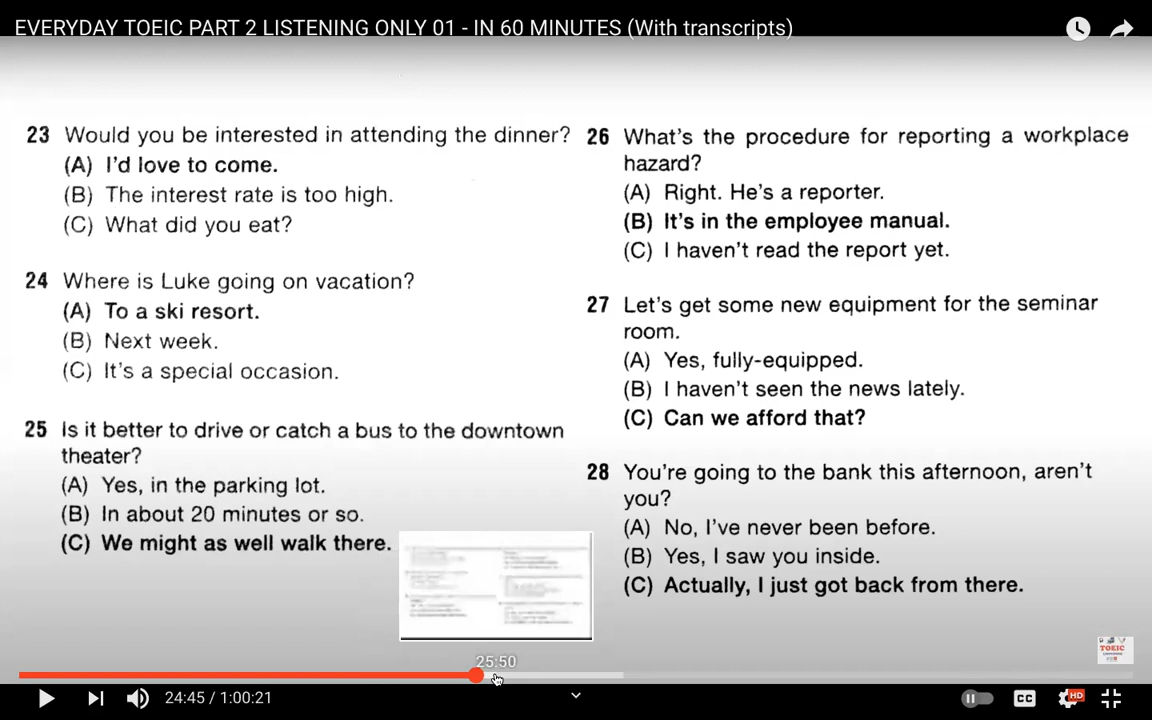 EVERYDAY TOEIC PART 2 LISTENING ONLY 01 - IN 60 MINUTES (With transcripts)
23 Would you be interested in attending the dinner?
(A) I'd love to come.
(B) The interest rate is too high.
(C) What did you eat?
24 Where is Luke going on vacation?
(A) To a ski resort.
(B) Next week.
(C) It's a special occasion.
25 Is it better to drive or catch a bus to the downtown
theater?
(A) Yes, in the parking lot.
(B) In about 20 minutes or so.
(C) We might as well walk there.
26 What's the procedure for reporting a workplace
hazard?
(A) Right. He's a reporter.
(B) It's in the employee manual.
(C) I haven't read the report yet.
27 Let's get some new equipment for the seminar
room.
(A) Yes, fully-equipped.
(B) I haven't seen the news lately.
(C) Can we afford that?
28 You're going to the bank this afternoon, aren't
you?
(A) No, I've never been before.
(B) Yes, I saw you inside.
(C) Actually, I just got back from there.
TOEIC
25:50
24:45 / 1:00:21
CC
HD